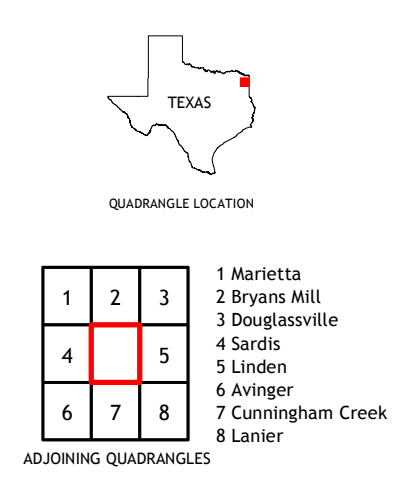 TEXAS
QUADRANGLE LOCATION
1 2 3
4 5
6 7 8
1 Marietta
2 Bryans Mill
3 Douglassville
4 Sardis
5 Linden
6 Avinger
7 Cunningham Creek
8 Lanier
ADJOINING QUADRANGLES